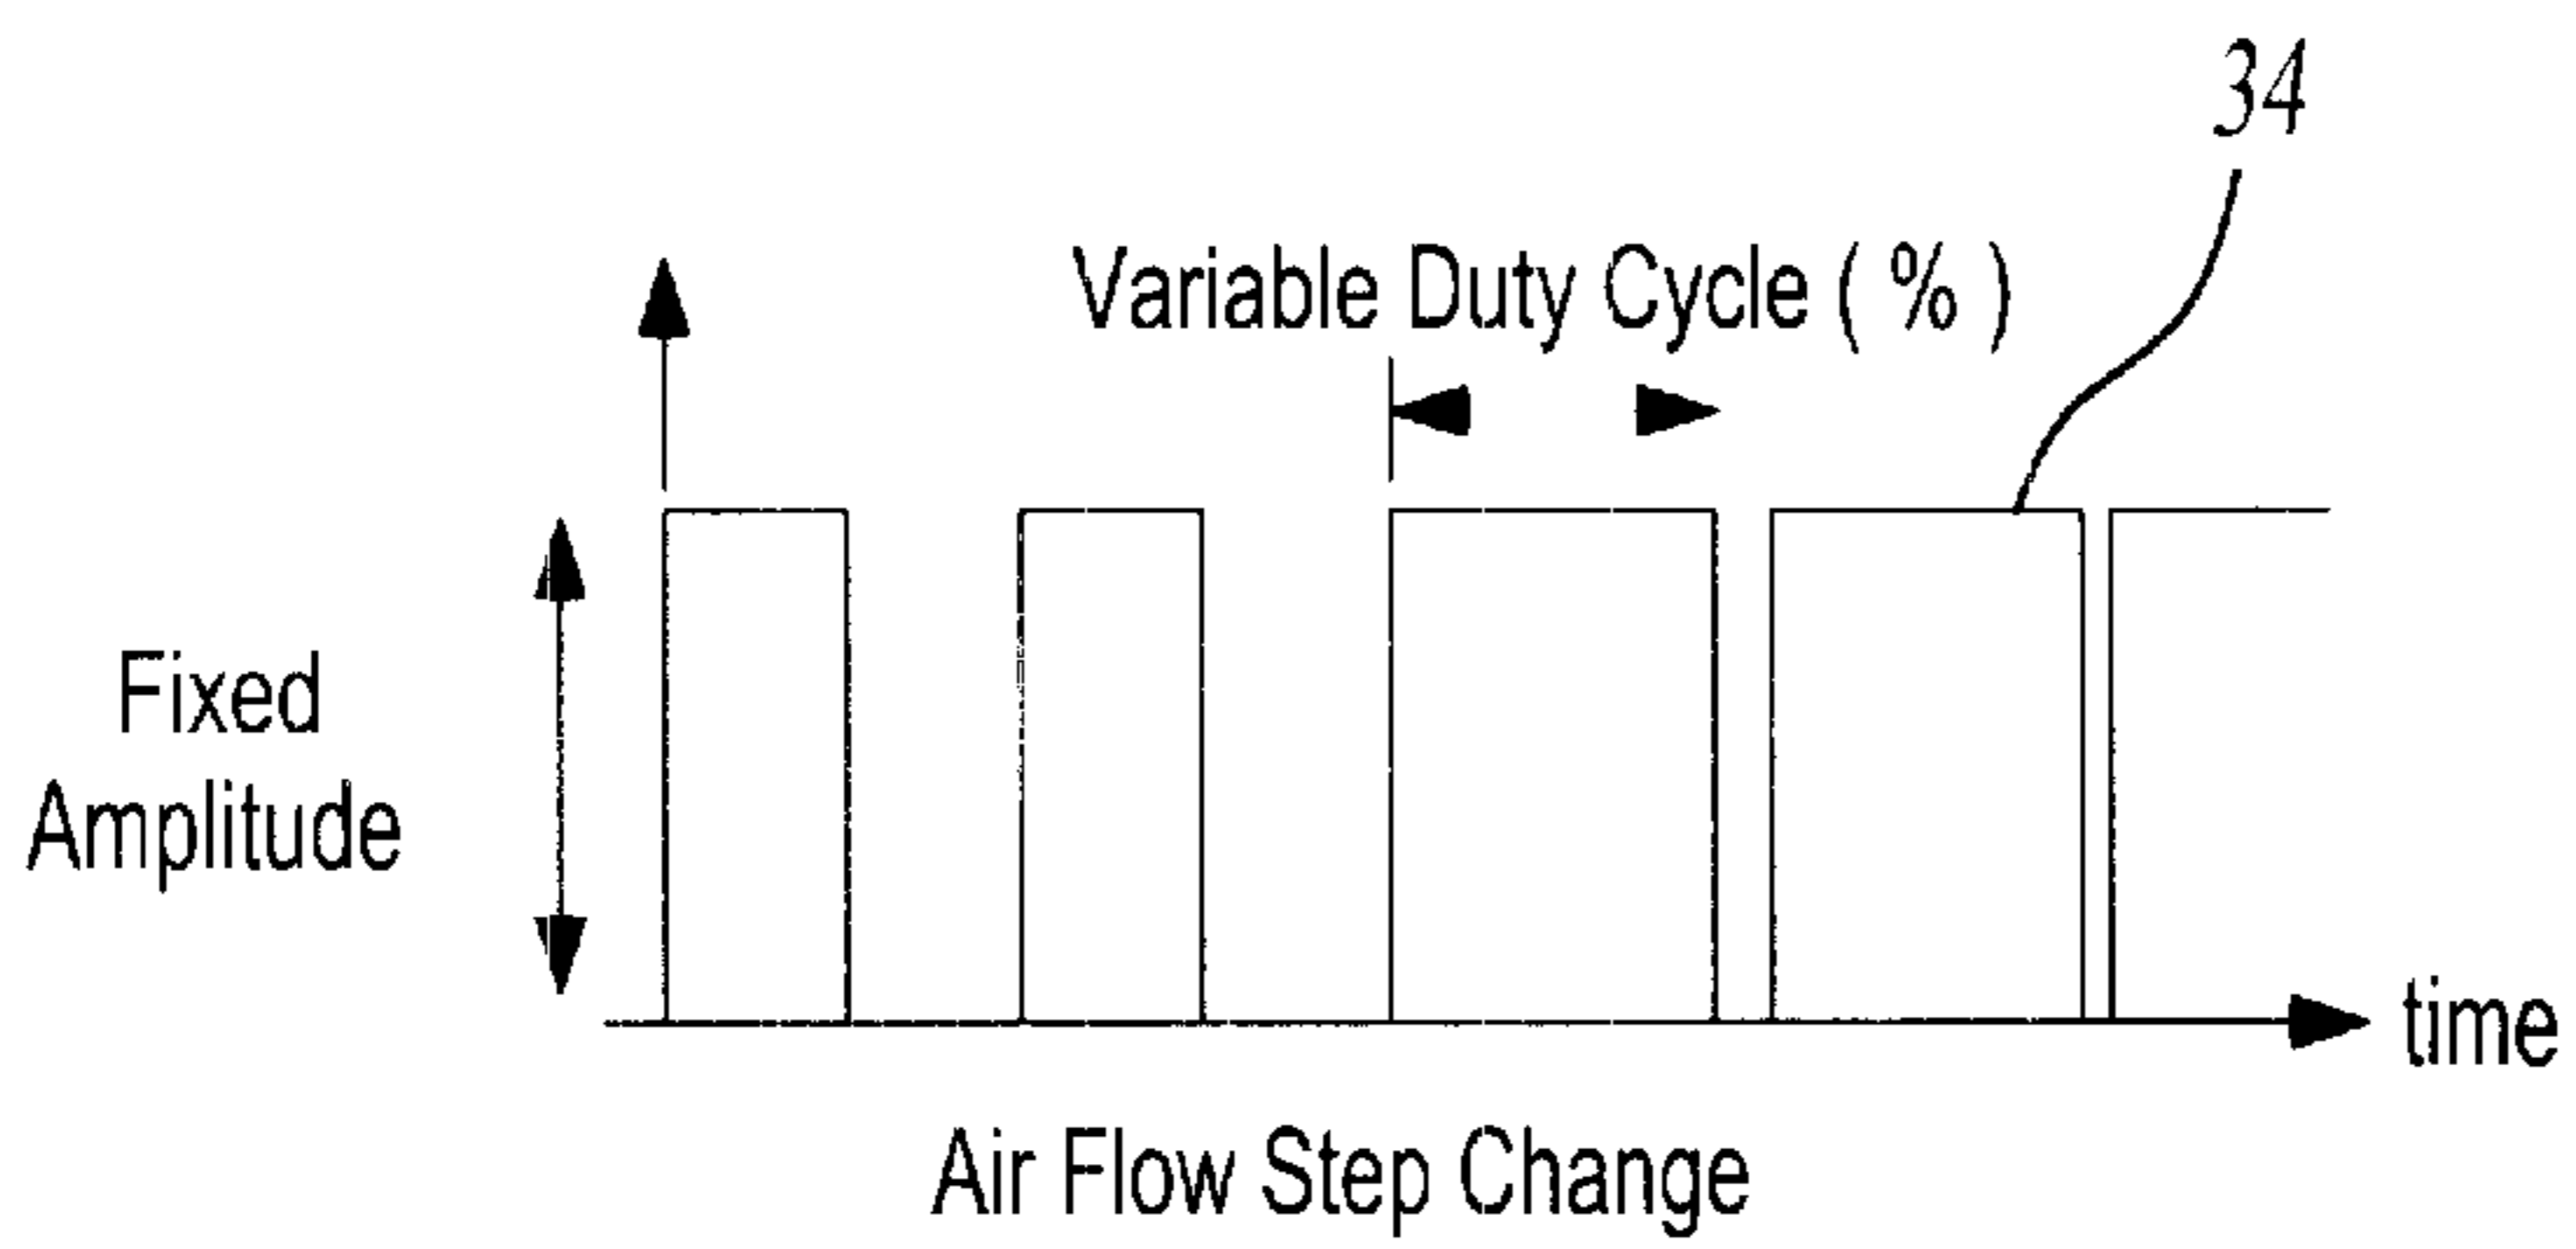 34
Variable Duty Cycle ( % )
Fixed
Amplitude
time
Air Flow Step Change